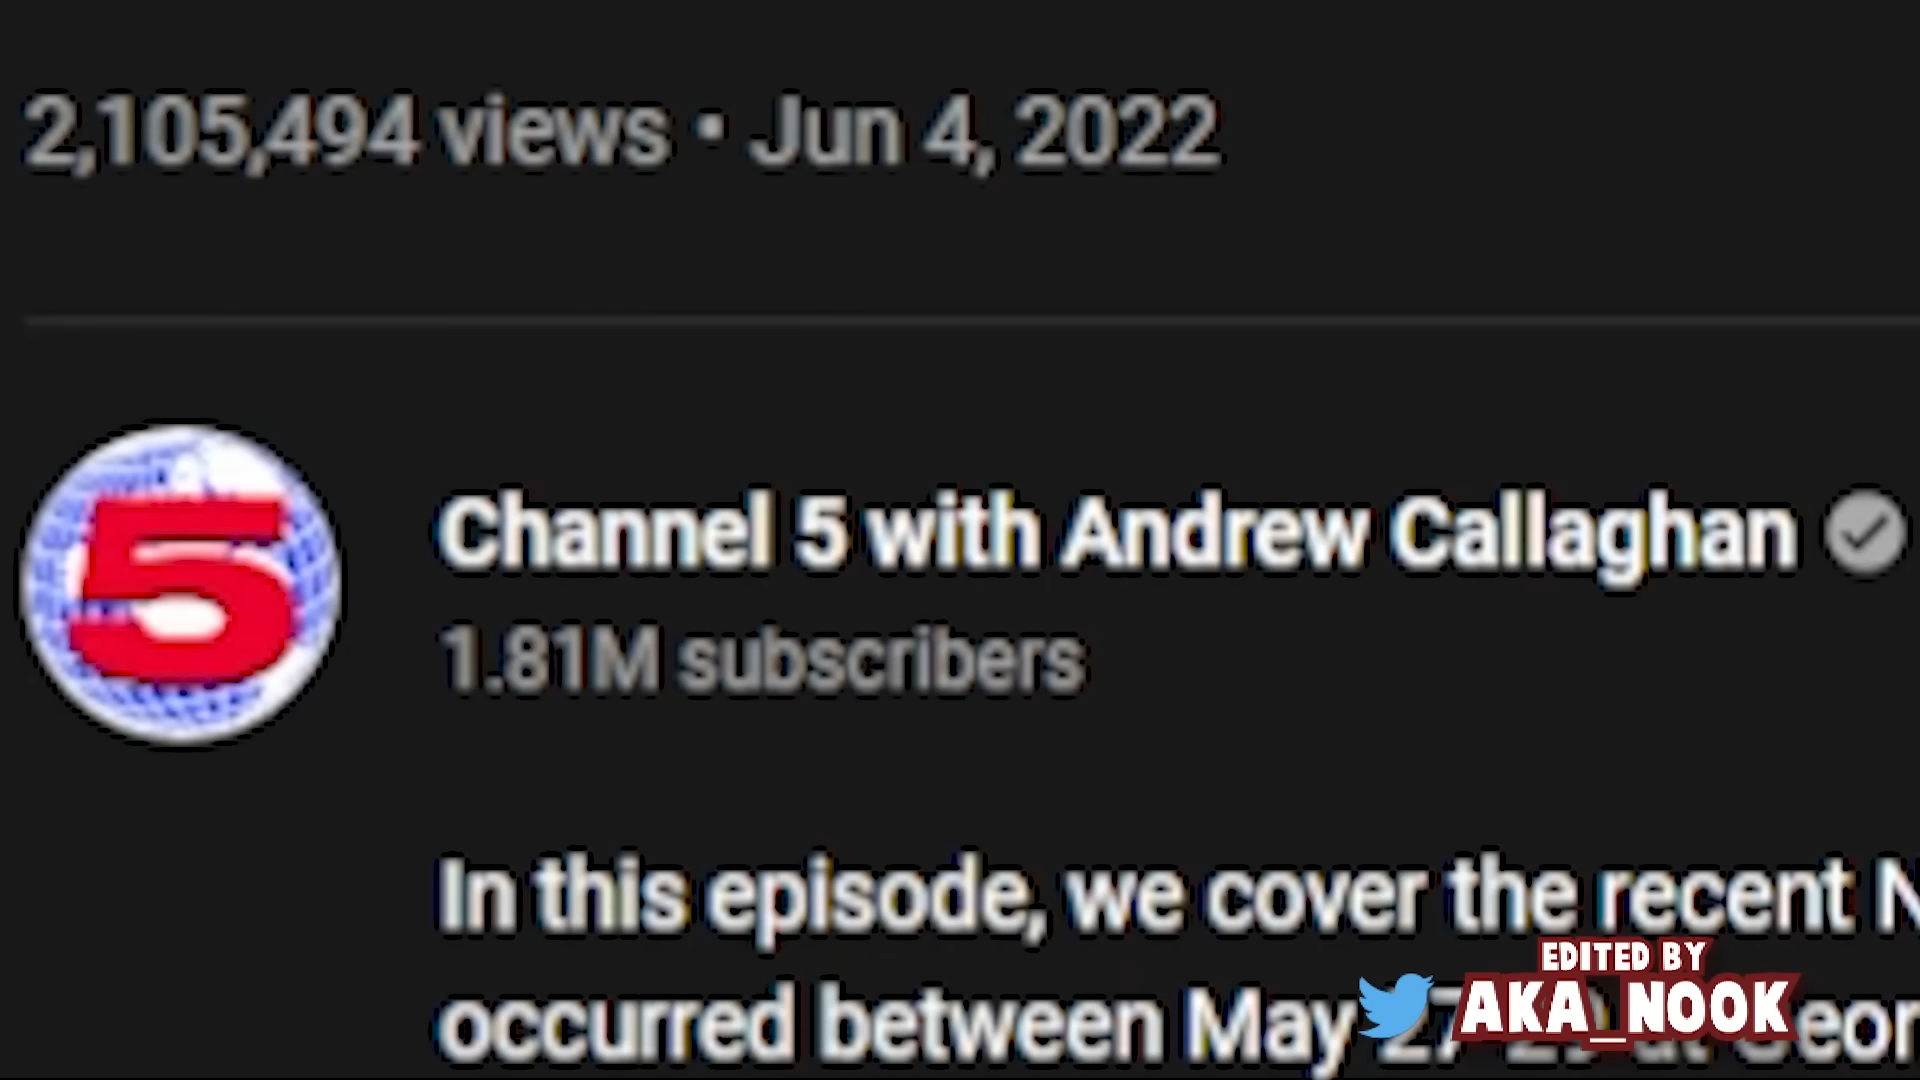 2,105,494 views • Jun 4, 2022
5
Channel 5 with Andrew Callaghan
1.81M subscribers
In this episode, we cover the recent N
occurred between May 27
EDITED BY
AKA_NOOK